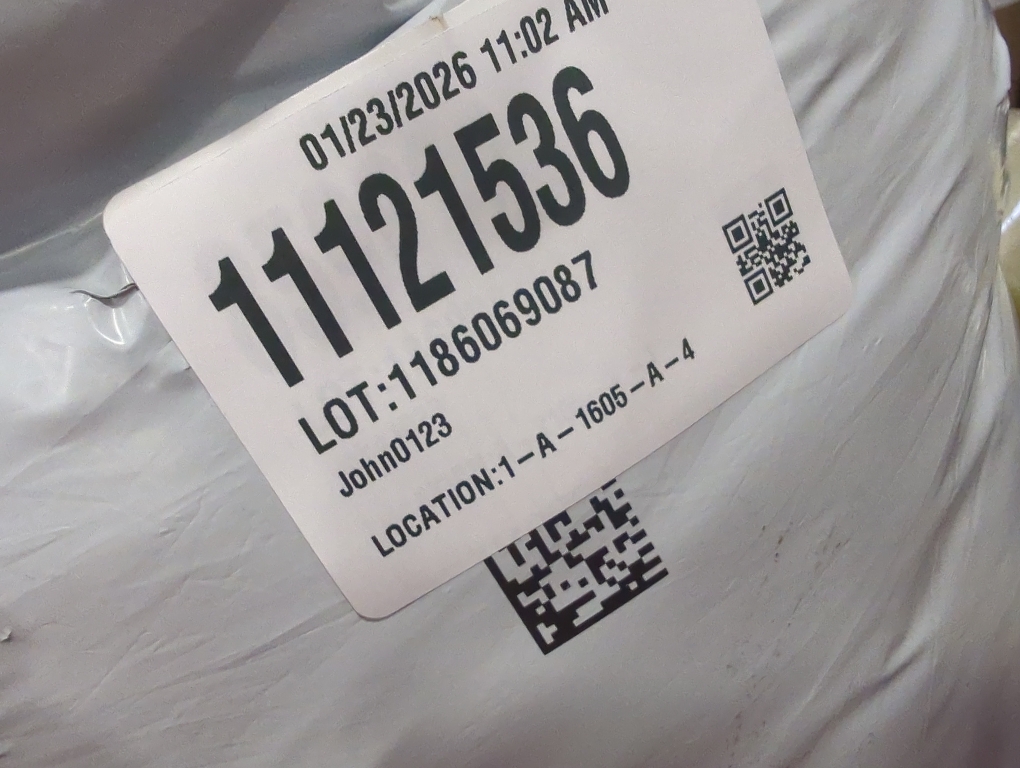 01/23/2026 11:02 AM
11121536
LOT:1186069087
John0123
LOCATION:1-A-1605-A-4